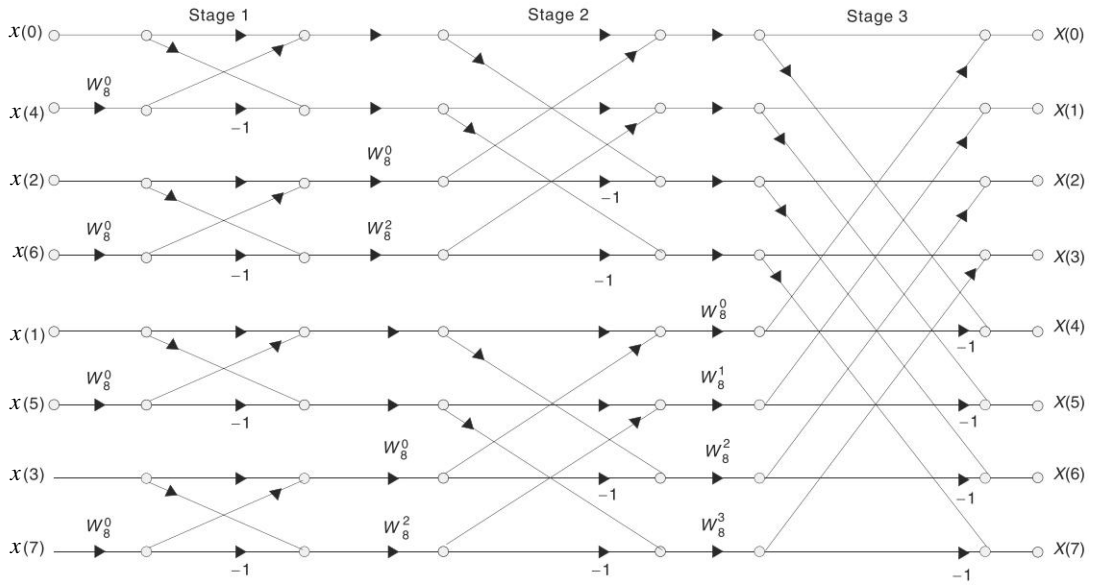 Stage 1 Stage 2 Stage 3
x(0) X(0)
W₈⁰
x(4) X(1)
−1
W₈⁰
x(2) X(2)
−1
W₈⁰ W₈²
x(6) X(3)
−1 −1
W₈⁰
x(1) X(4)
−1
W₈⁰ W₈¹
x(5) X(5)
−1 −1
W₈⁰ W₈²
x(3) X(6)
−1 −1
W₈⁰ W₈² W₈³
x(7) X(7)
−1 −1 −1